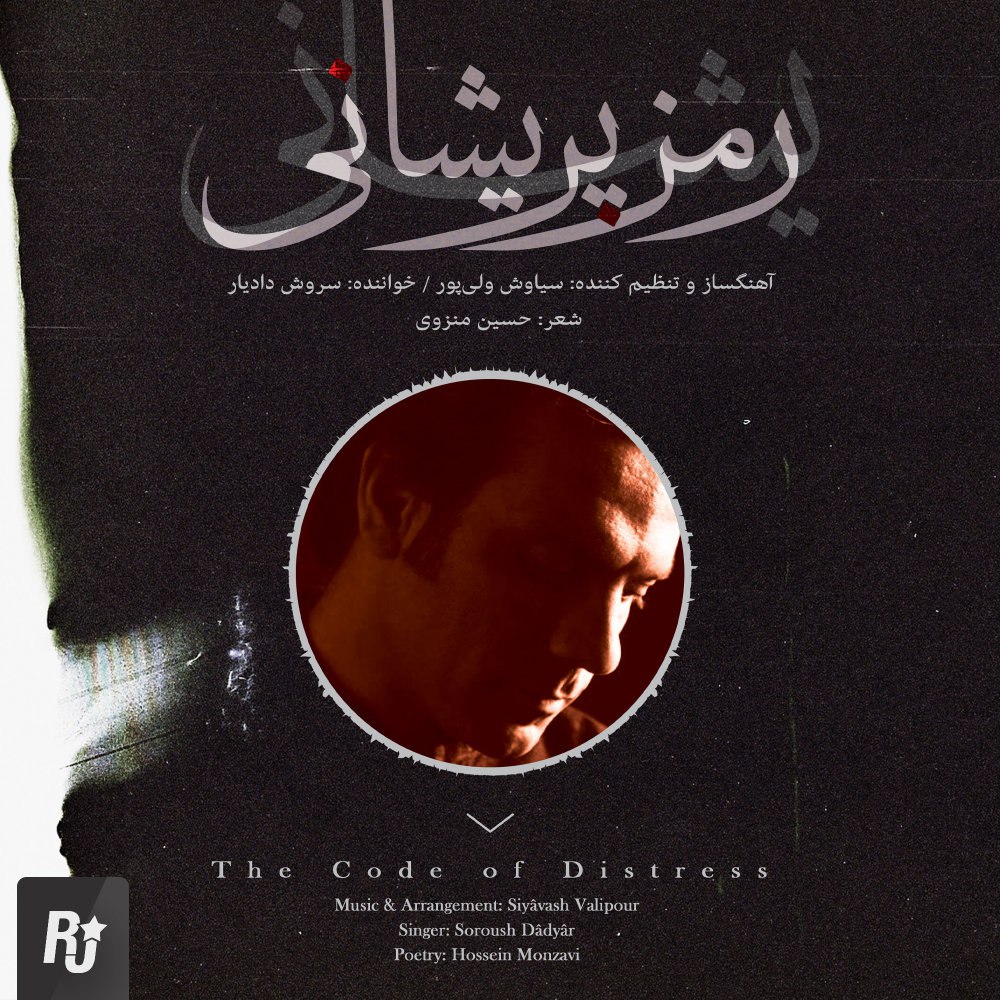 رمز پریشانی
آهنگساز و تنظیم کننده: سیاوش ولی‌پور / خواننده: سروش دادیار
شعر: حسین منزوی
The Code of Distress
Music & Arrangement: Siyâvash Valipour
Singer: Soroush Dâdyâr
Poetry: Hossein Monzavi
RJ